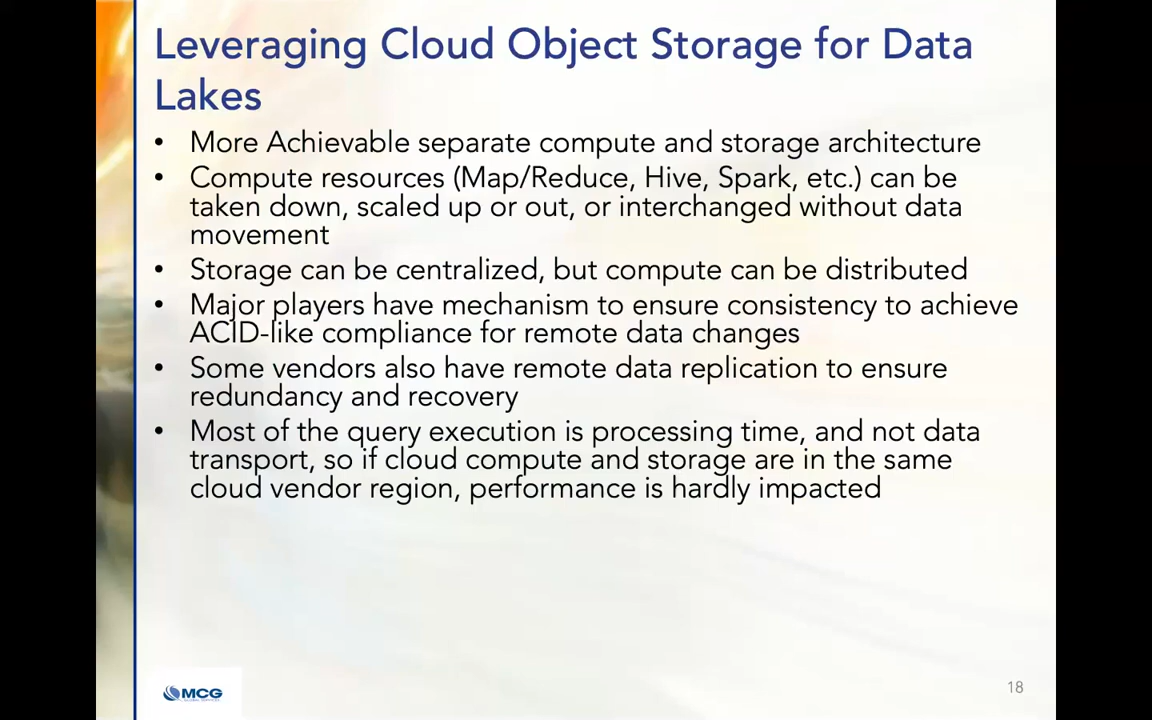 Leveraging Cloud Object Storage for Data
Lakes
• More Achievable separate compute and storage architecture
• Compute resources (Map/Reduce, Hive, Spark, etc.) can be
taken down, scaled up or out, or interchanged without data
movement
• Storage can be centralized, but compute can be distributed
• Major players have mechanism to ensure consistency to achieve
ACID-like compliance for remote data changes
• Some vendors also have remote data replication to ensure
redundancy and recovery
• Most of the query execution is processing time, and not data
transport, so if cloud compute and storage are in the same
cloud vendor region, performance is hardly impacted
MCG
18